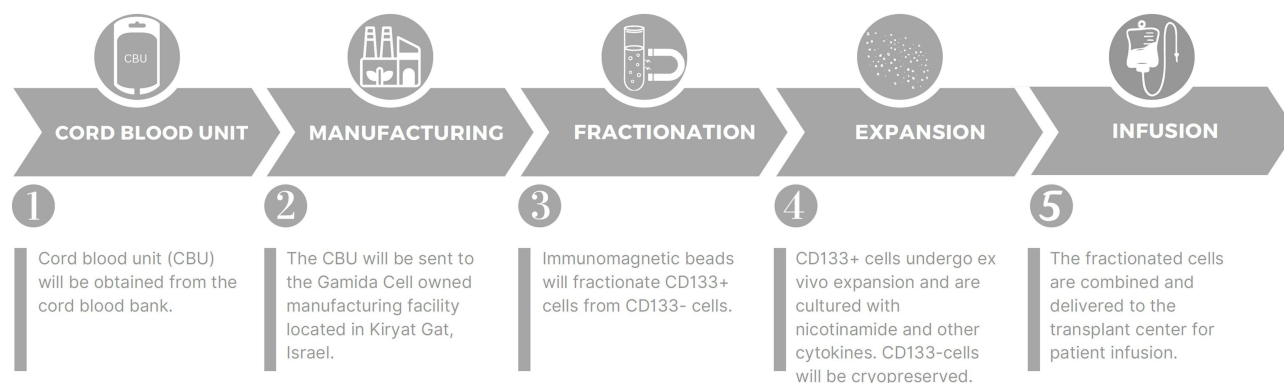 CBU
CORD BLOOD UNIT
MANUFACTURING
FRACTIONATION
EXPANSION
INFUSION
1
Cord blood unit (CBU)
will be obtained from the
cord blood bank.
2
The CBU will be sent to
the Gamida Cell owned
manufacturing facility
located in Kiryat Gat,
Israel.
3
Immunomagnetic beads
will fractionate CD133+
cells from CD133- cells.
4
CD133+ cells undergo ex
vivo expansion and are
cultured with
nicotinamide and other
cytokines. CD133-cells
will be cryopreserved.
5
The fractionated cells
are combined and
delivered to the
transplant center for
patient infusion.